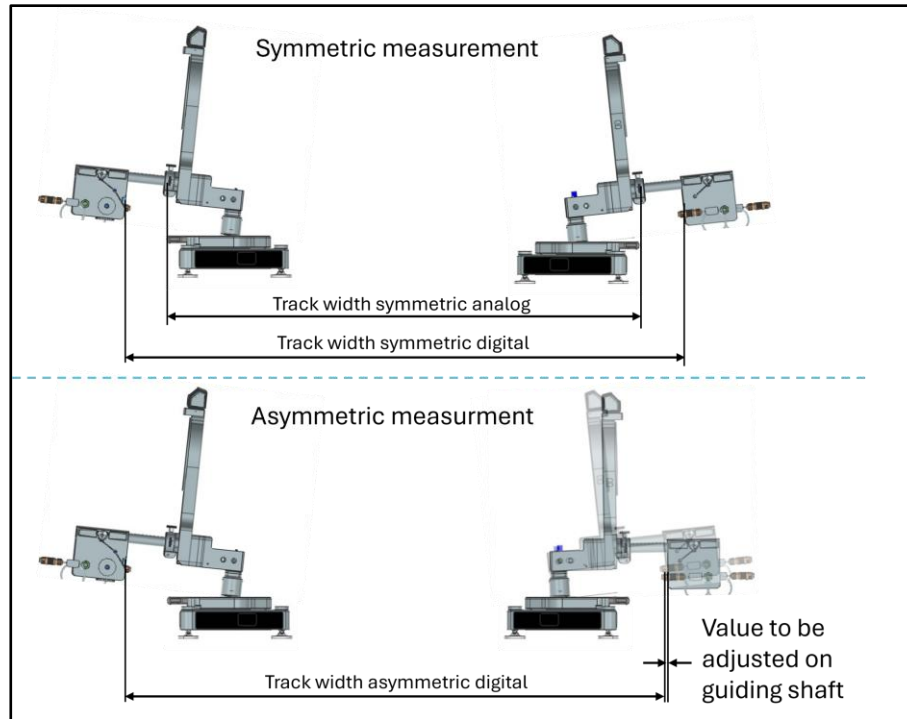 Symmetric measurement
Track width symmetric analog
Track width symmetric digital
Asymmetric measurment
Value to be
adjusted on
guiding shaft
Track width asymmetric digital